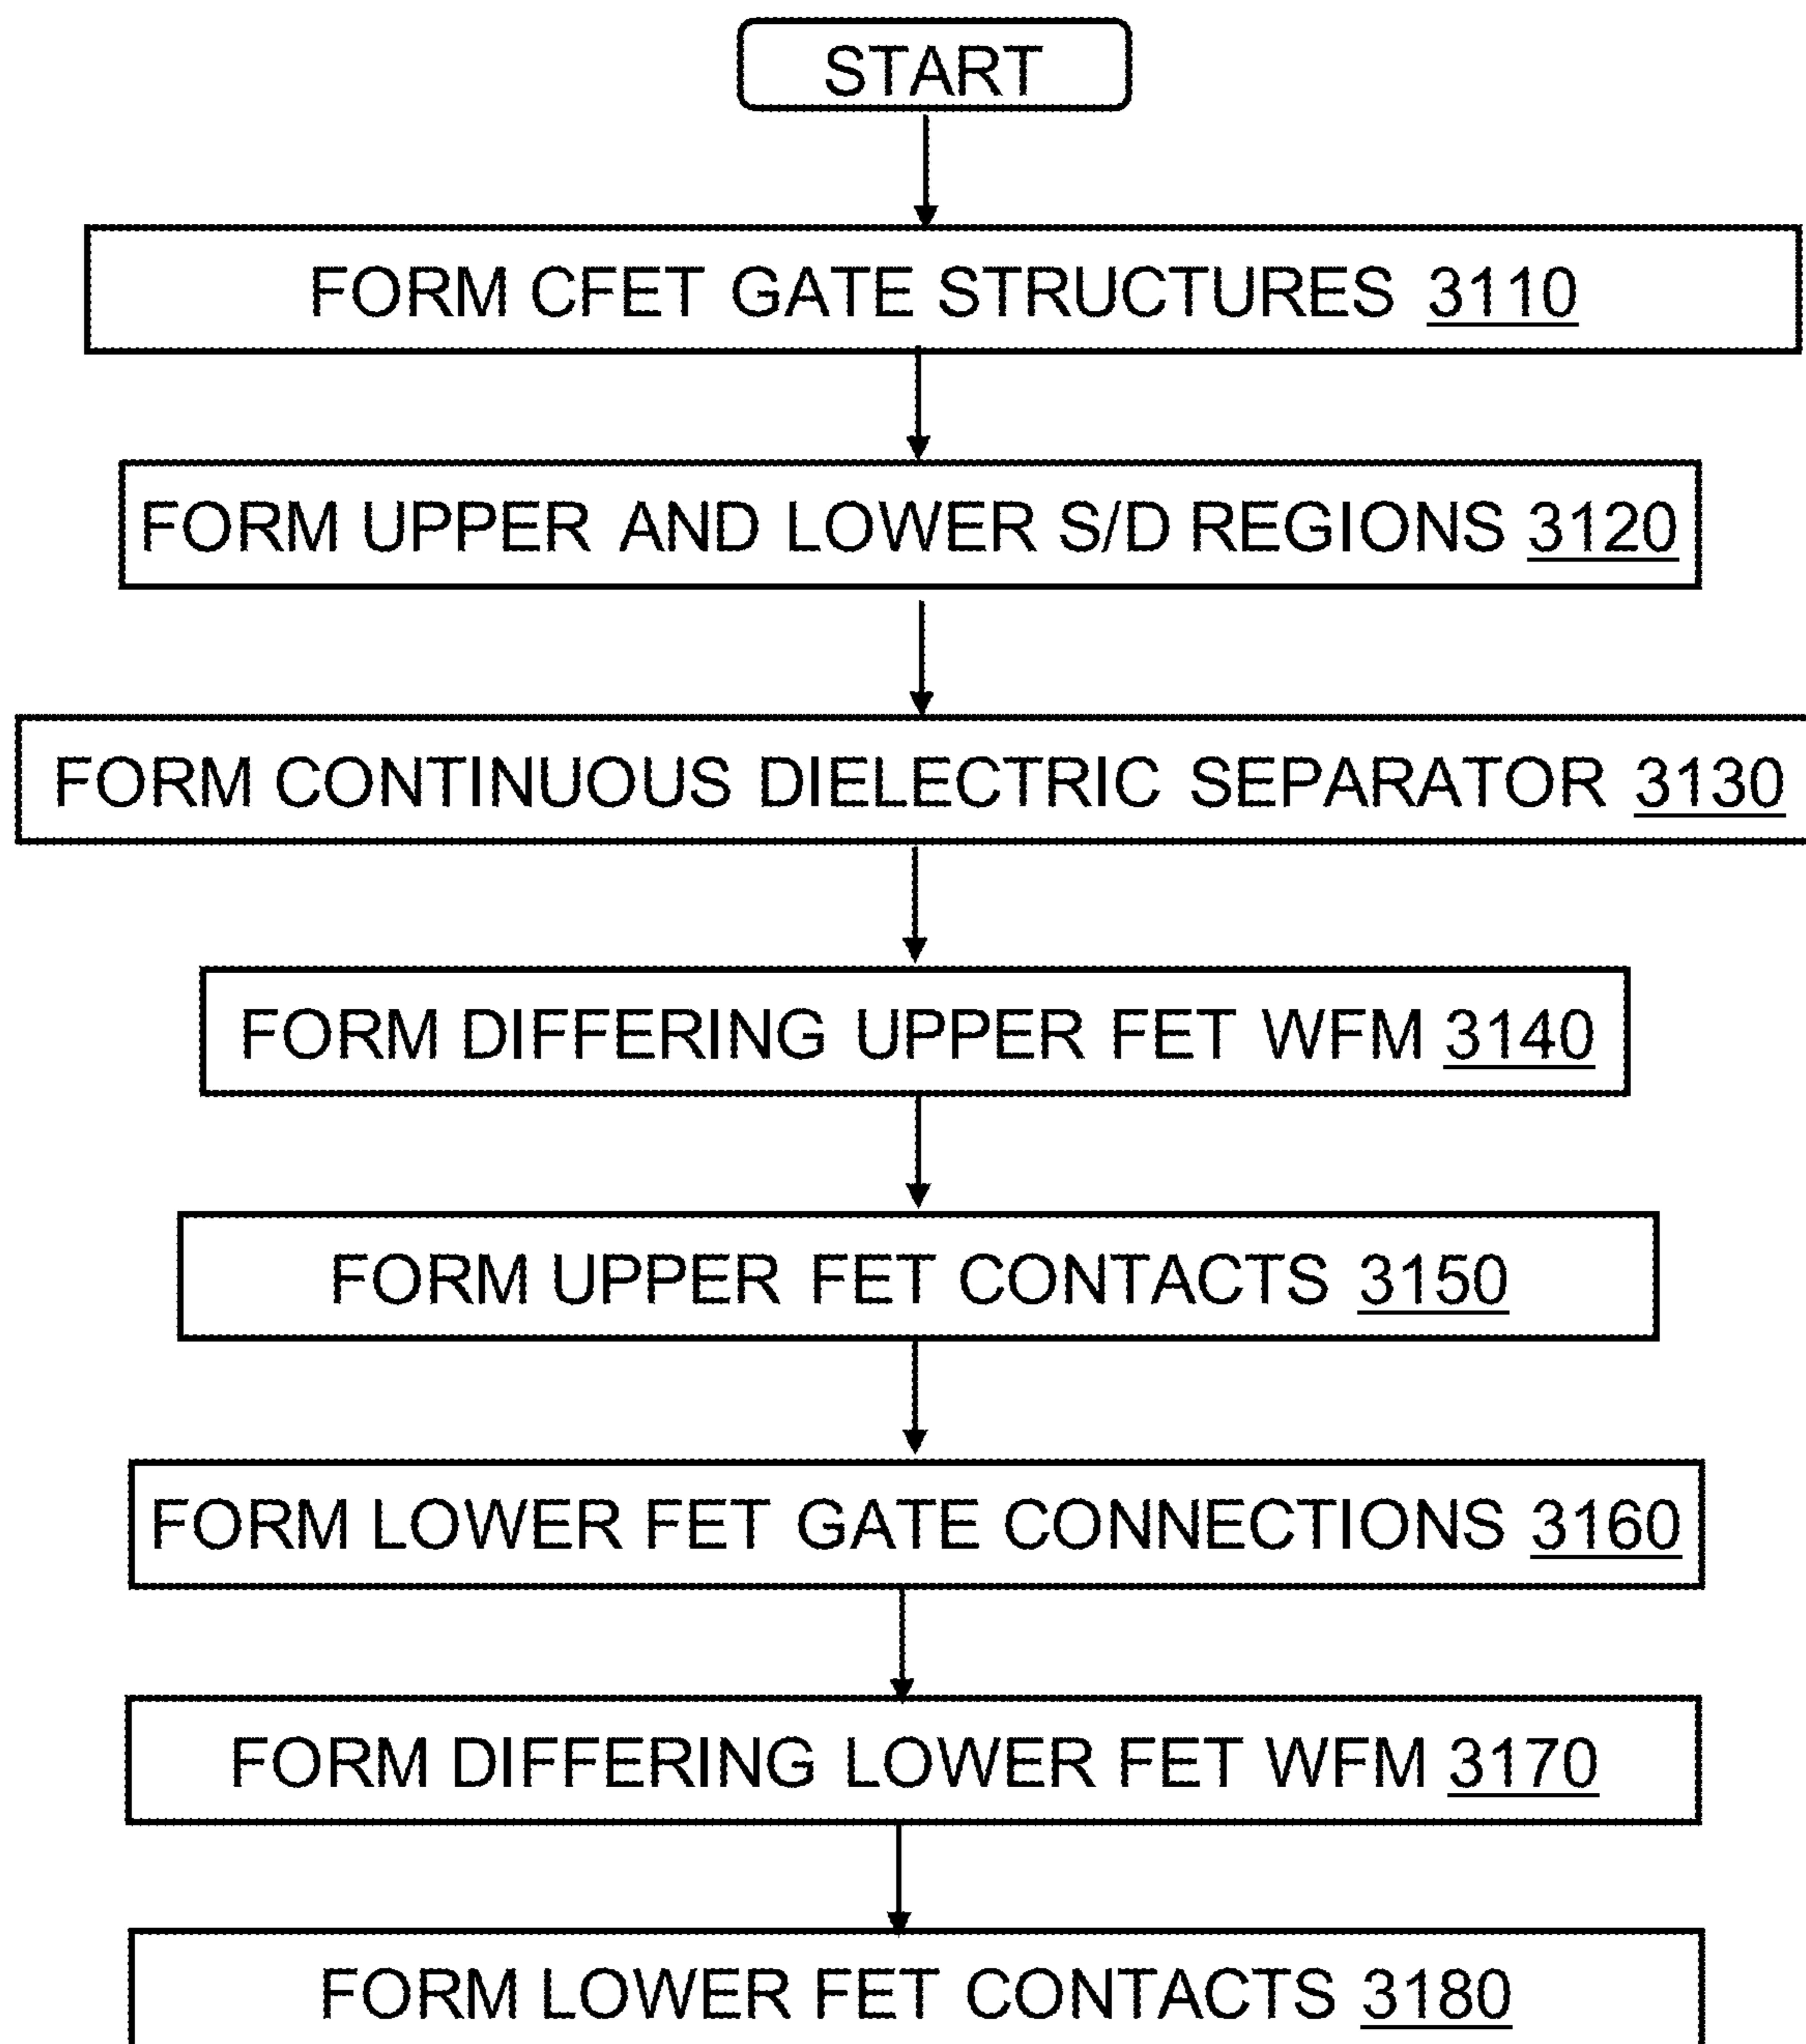 START
FORM CFET GATE STRUCTURES 3110
FORM UPPER AND LOWER S/D REGIONS 3120
FORM CONTINUOUS DIELECTRIC SEPARATOR 3130
FORM DIFFERING UPPER FET WFM 3140
FORM UPPER FET CONTACTS 3150
FORM LOWER FET GATE CONNECTIONS 3160
FORM DIFFERING LOWER FET WFM 3170
FORM LOWER FET CONTACTS 3180